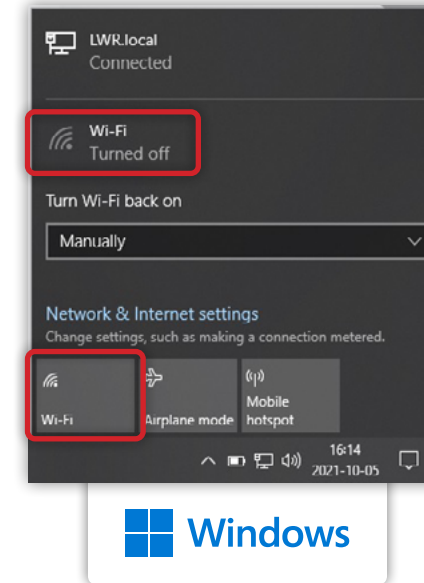 LWR.local
Connected
Wi-Fi
Turned off
Turn Wi-Fi back on
Manually
Network & Internet settings
Change settings, such as making a connection metered.
Wi-Fi
Airplane mode
Mobile
hotspot
16:14
2021-10-05
Windows